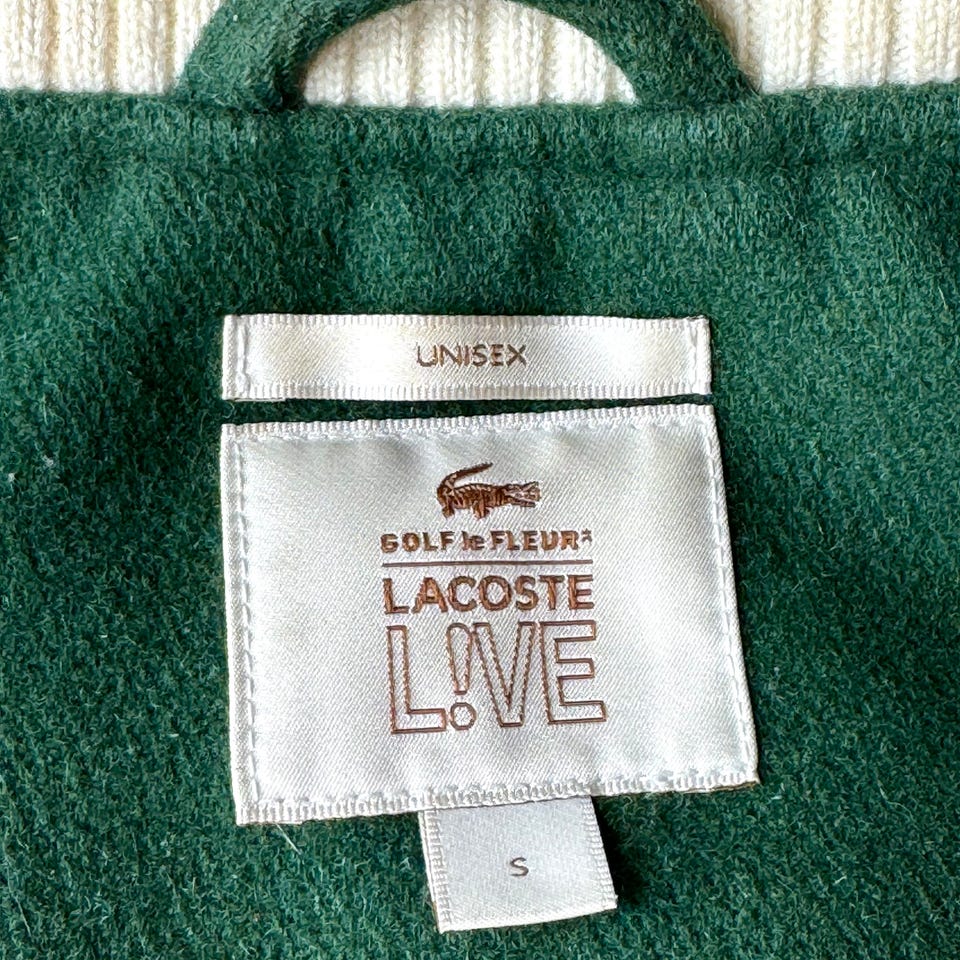 UNISEX
GOLF le FLEUR*
LACOSTE
L!VE
S